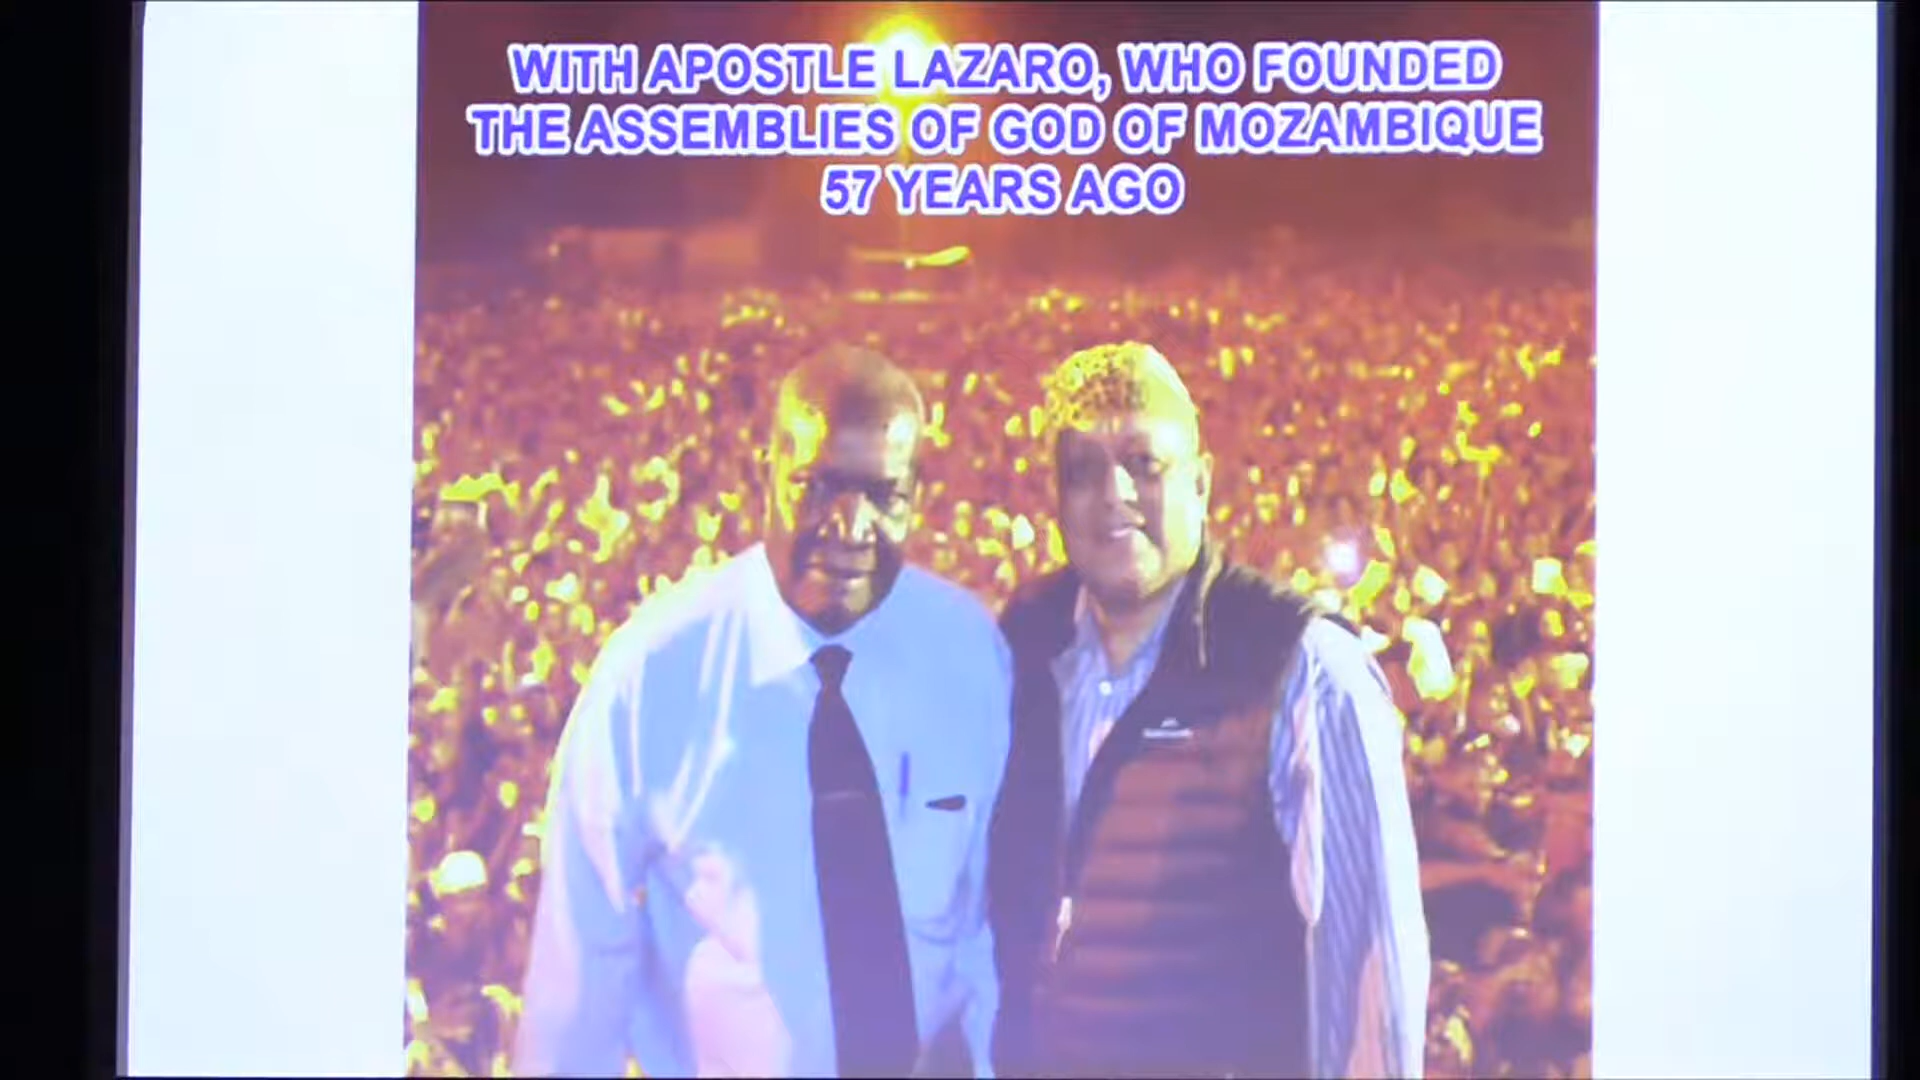 WITH APOSTLE LAZARO, WHO FOUNDED
THE ASSEMBLIES OF GOD OF MOZAMBIQUE
57 YEARS AGO